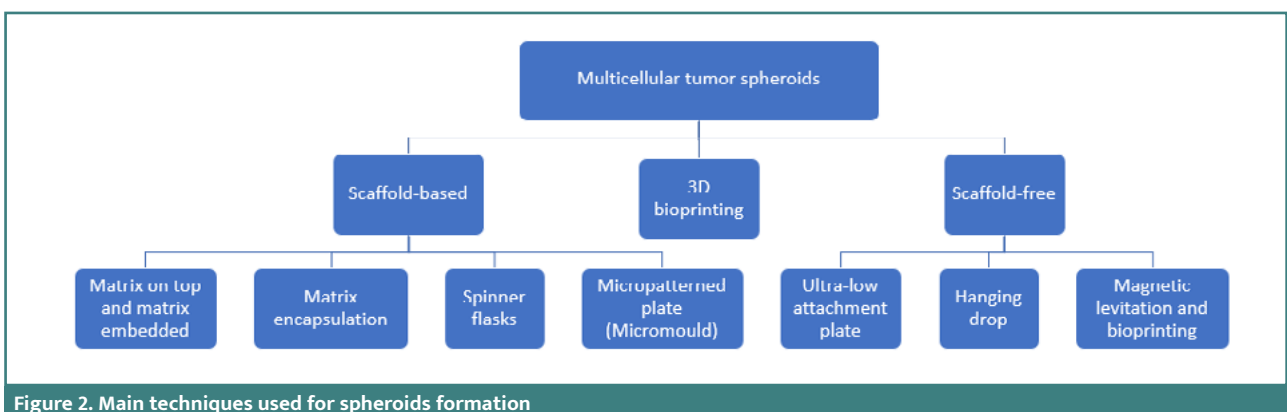 Multicellular tumor spheroids
Scaffold-based
3D
bioprinting
Scaffold-free
Matrix on top
and matrix
embedded
Matrix
encapsulation
Spinner
flasks
Micropatterned
plate
(Micromould)
Ultra-low
attachment
plate
Hanging
drop
Magnetic
levitation and
bioprinting
Figure 2. Main techniques used for spheroids formation